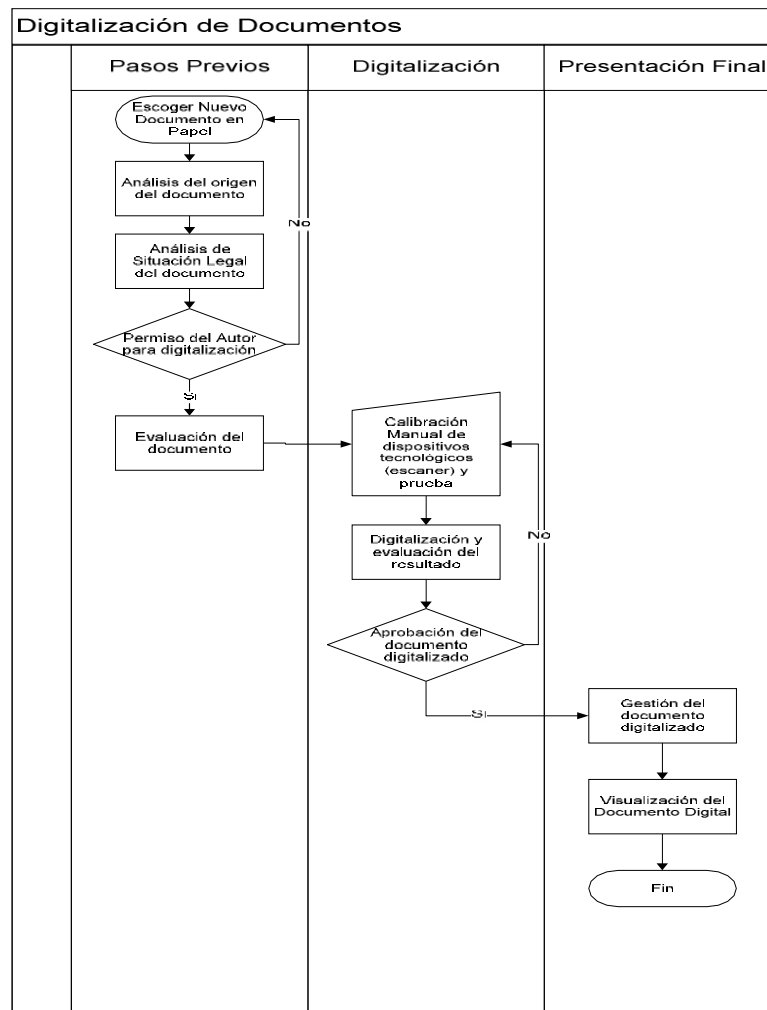 Digitalización de Documentos
Pasos Previos
Digitalización
Presentación Final
Escoger Nuevo
Documento en
Papel
Análisis del origen
del documento
No
Análisis de
Situación Legal
del documento
Permiso del Autor
para digitalización
Si
Evaluación del
documento
Calibración
Manual de
dispositivos
tecnológicos
(escaner) y
prueba
No
Digitalización y
evaluación del
resultado
Aprobación del
documento
digitalizado
Si
Gestión del
documento
digitalizado
Visualización del
Documento Digital
Fin